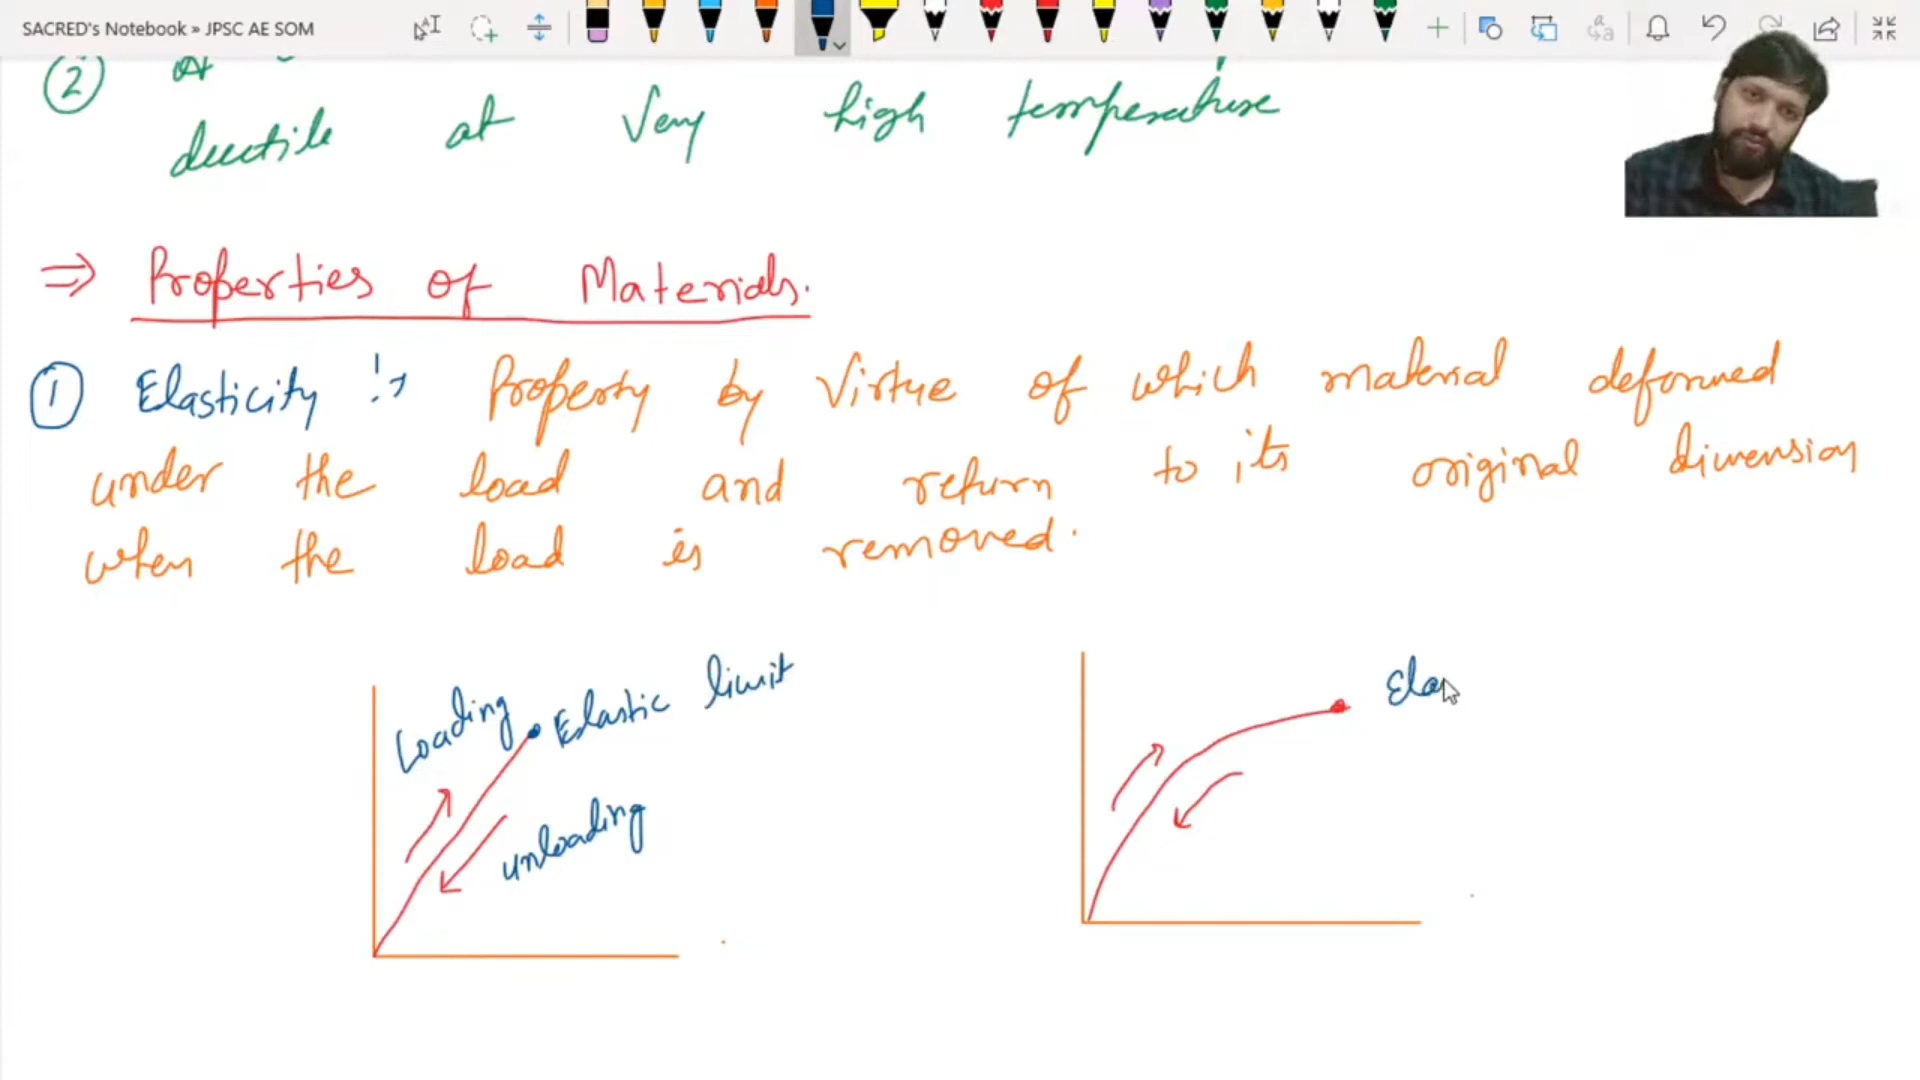 SACRED's Notebook » JPSC AE SOM
②
ductile at very high temperature
⇒ Properties of Materials.
① Elasticity :→ Property by virtue of which material deformed
under the load and return to its original dimension
when the load is removed.
Loading Elastic limit
unloading
Ela